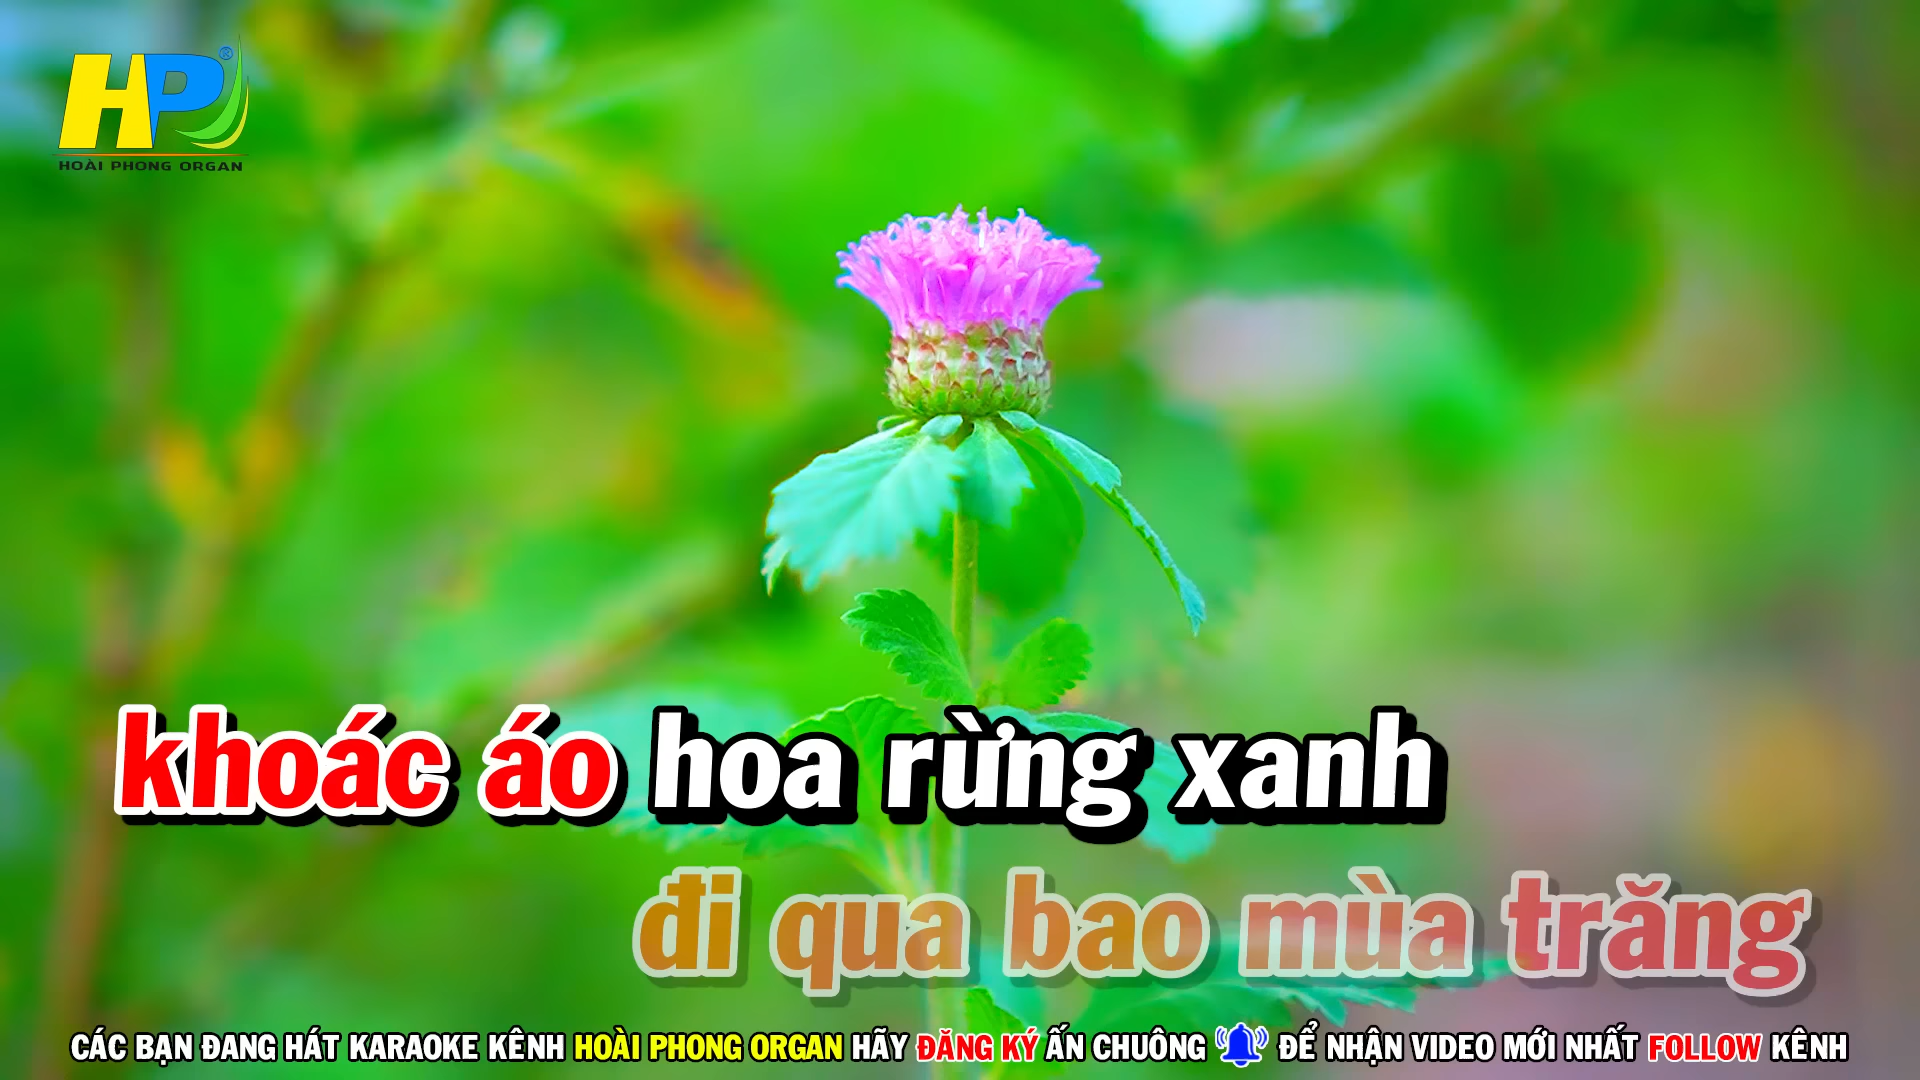 HP®
HOÀI PHONG ORGAN
khoác áo hoa rừng xanh
đi qua bao mùa trăng
CÁC BẠN ĐANG HÁT KARAOKE KÊNH HOÀI PHONG ORGAN HÃY ĐĂNG KÝ ẤN CHUÔNG ĐỂ NHẬN VIDEO MỚI NHẤT FOLLOW KÊNH